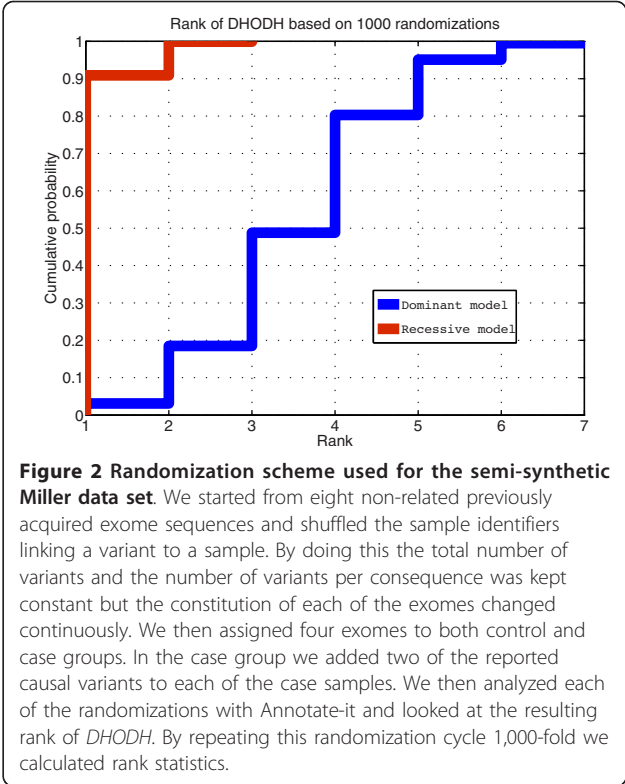 Rank of DHODH based on 1000 randomizations
Cumulative probability
1
0.9
0.8
0.7
0.6
0.5
0.4
0.3
0.2
0.1
0
Dominant model
Recessive model
1 2 3 4 5 6 7
Rank
Figure 2 Randomization scheme used for the semi-synthetic
Miller data set. We started from eight non-related previously
acquired exome sequences and shuffled the sample identifiers
linking a variant to a sample. By doing this the total number of
variants and the number of variants per consequence was kept
constant but the constitution of each of the exomes changed
continuously. We then assigned four exomes to both control and
case groups. In the case group we added two of the reported
causal variants to each of the case samples. We then analyzed each
of the randomizations with Annotate-it and looked at the resulting
rank of DHODH. By repeating this randomization cycle 1,000-fold we
calculated rank statistics.